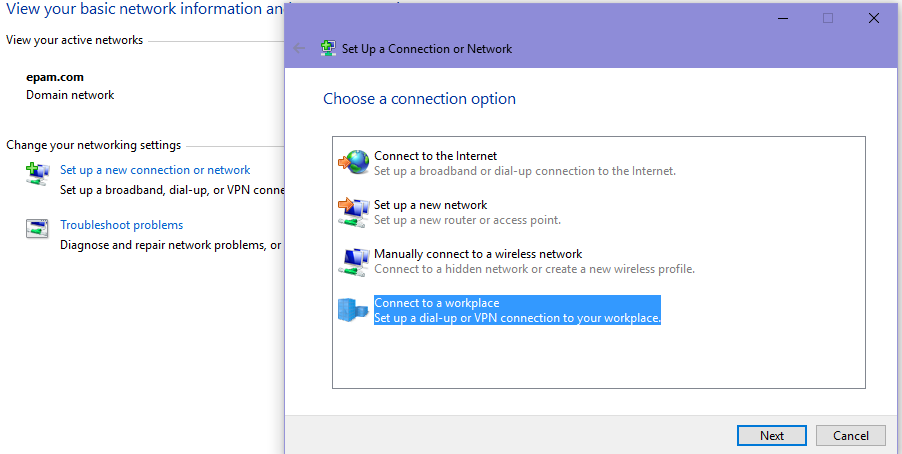 View your basic network information an
View your active networks
epam.com
Domain network
Change your networking settings
Set up a new connection or network
Set up a broadband, dial-up, or VPN conne
Troubleshoot problems
Diagnose and repair network problems, or
Set Up a Connection or Network
Choose a connection option
Connect to the Internet
Set up a broadband or dial-up connection to the Internet.
Set up a new network
Set up a new router or access point.
Manually connect to a wireless network
Connect to a hidden network or create a new wireless profile.
Connect to a workplace
Set up a dial-up or VPN connection to your workplace.
Next
Cancel